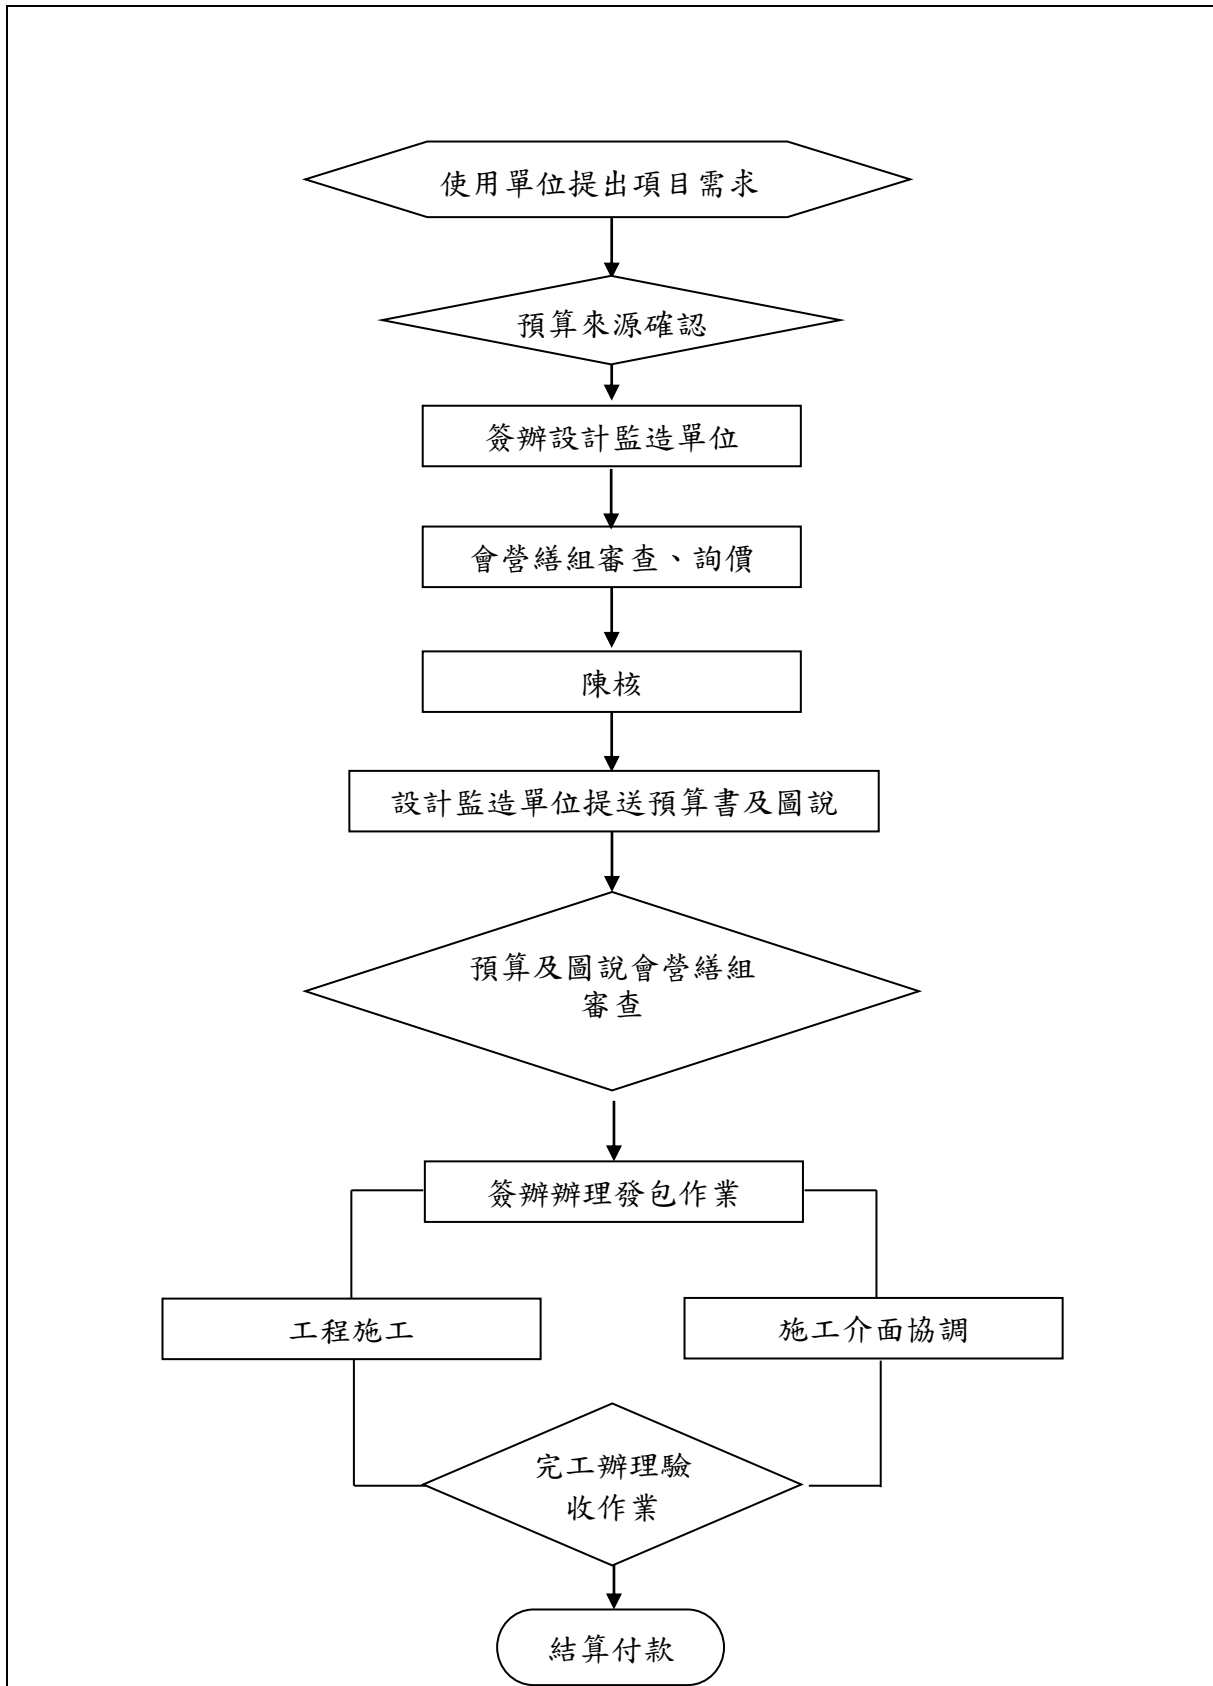 使用單位提出項目需求
預算來源確認
簽辦設計監造單位
會營繕組審查、詢價
陳核
設計監造單位提送預算書及圖說
預算及圖說會營繕組
審查
簽辦辦理發包作業
工程施工
施工介面協調
完工辦理驗
收作業
結算付款